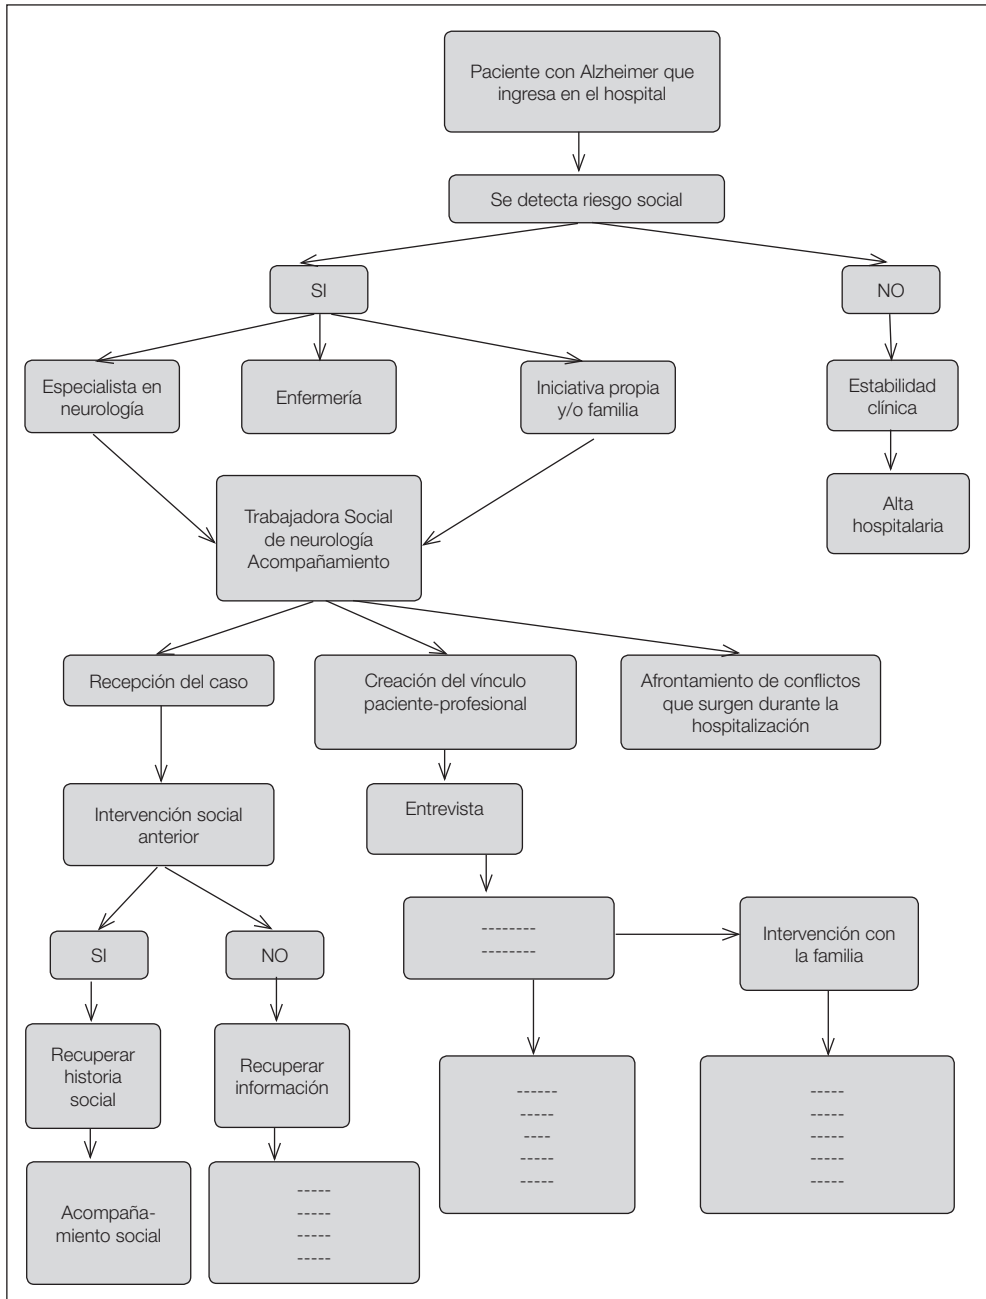 Paciente con Alzheimer que
ingresa en el hospital
Se detecta riesgo social
SI
NO
Especialista en
neurología
Enfermería
Iniciativa propia
y/o familia
Estabilidad
clínica
Trabajadora Social
de neurología
Acompañamiento
Alta
hospitalaria
Recepción del caso
Creación del vínculo
paciente-profesional
Afrontamiento de conflictos
que surgen durante la
hospitalización
Intervención social
anterior
Entrevista
SI
NO
--------
--------
Intervención con
la familia
Recuperar
historia
social
Recuperar
información
------
-----
----
-----
-----
-----
-----
-----
-----
-----
Acompaña-
miento social
-----
-----
-----
-----